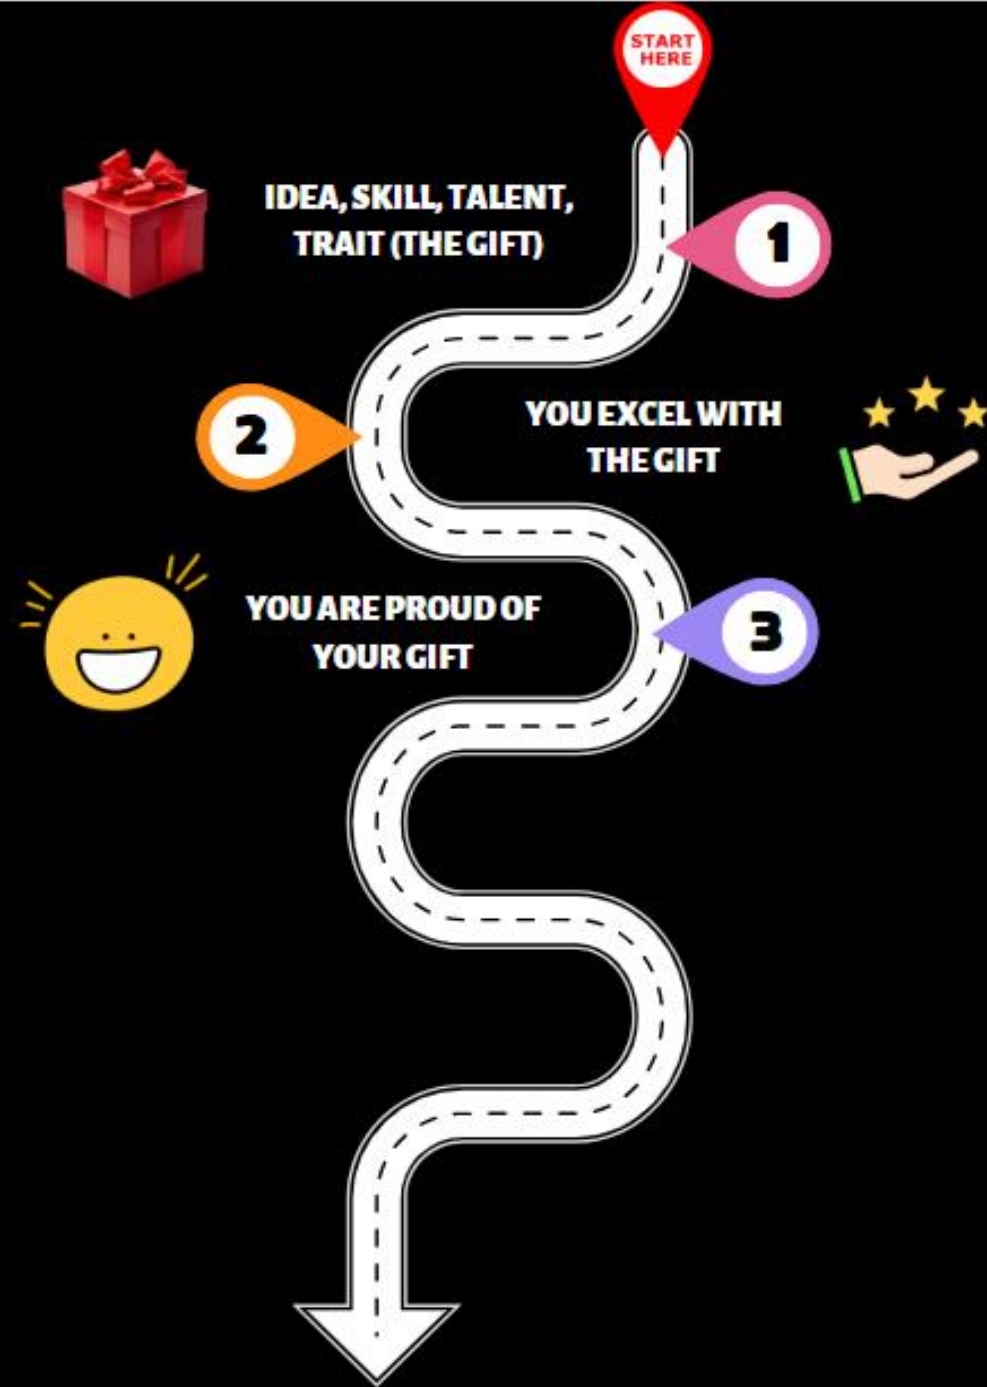 START
HERE
IDEA, SKILL, TALENT,
TRAIT (THE GIFT)
1
2
YOU EXCEL WITH
THE GIFT
YOU ARE PROUD OF
YOUR GIFT
3